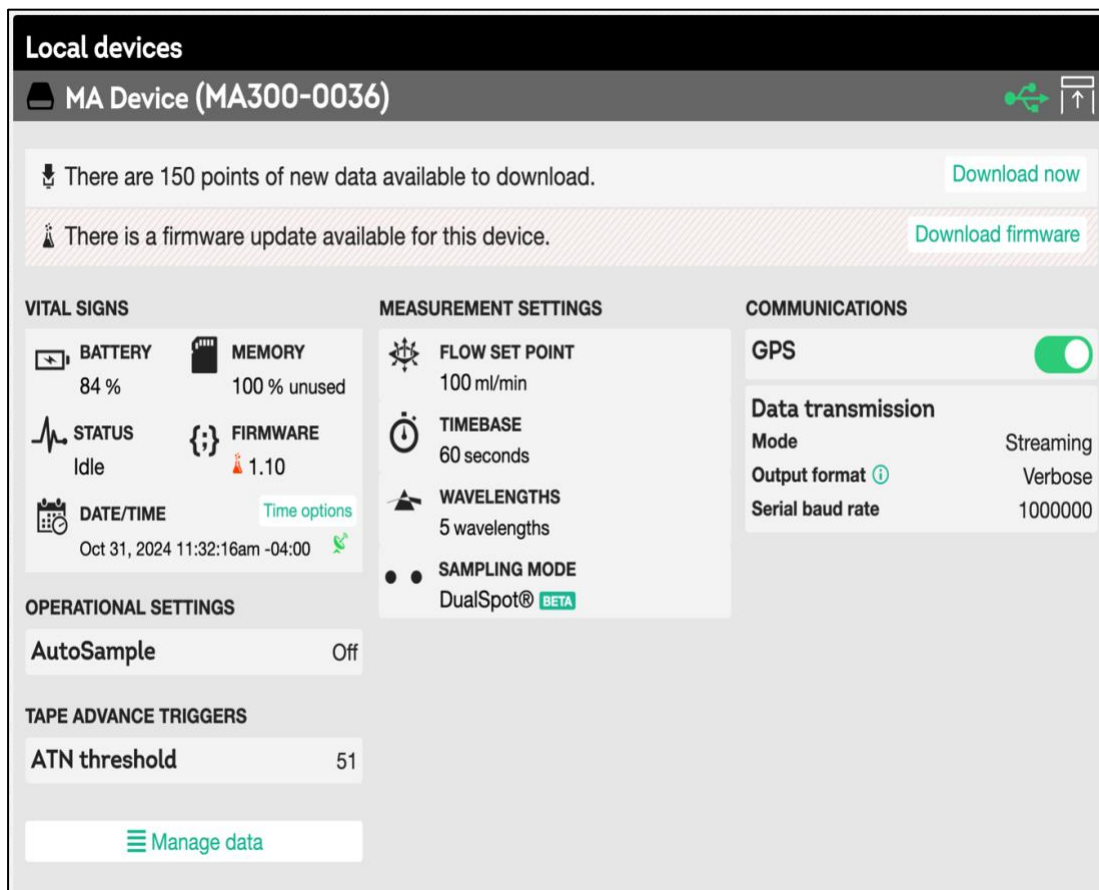 Local devices
MA Device (MA300-0036)
There are 150 points of new data available to download.
Download now
There is a firmware update available for this device.
Download firmware
VITAL SIGNS
BATTERY
84 %
MEMORY
100 % unused
STATUS
Idle
{;} FIRMWARE
1.10
DATE/TIME
Time options
Oct 31, 2024 11:32:16am -04:00
OPERATIONAL SETTINGS
AutoSample Off
TAPE ADVANCE TRIGGERS
ATN threshold 51
Manage data
MEASUREMENT SETTINGS
FLOW SET POINT
100 ml/min
TIMEBASE
60 seconds
WAVELENGTHS
5 wavelengths
SAMPLING MODE
DualSpot® BETA
COMMUNICATIONS
GPS
Data transmission
Mode Streaming
Output format Verbose
Serial baud rate 1000000